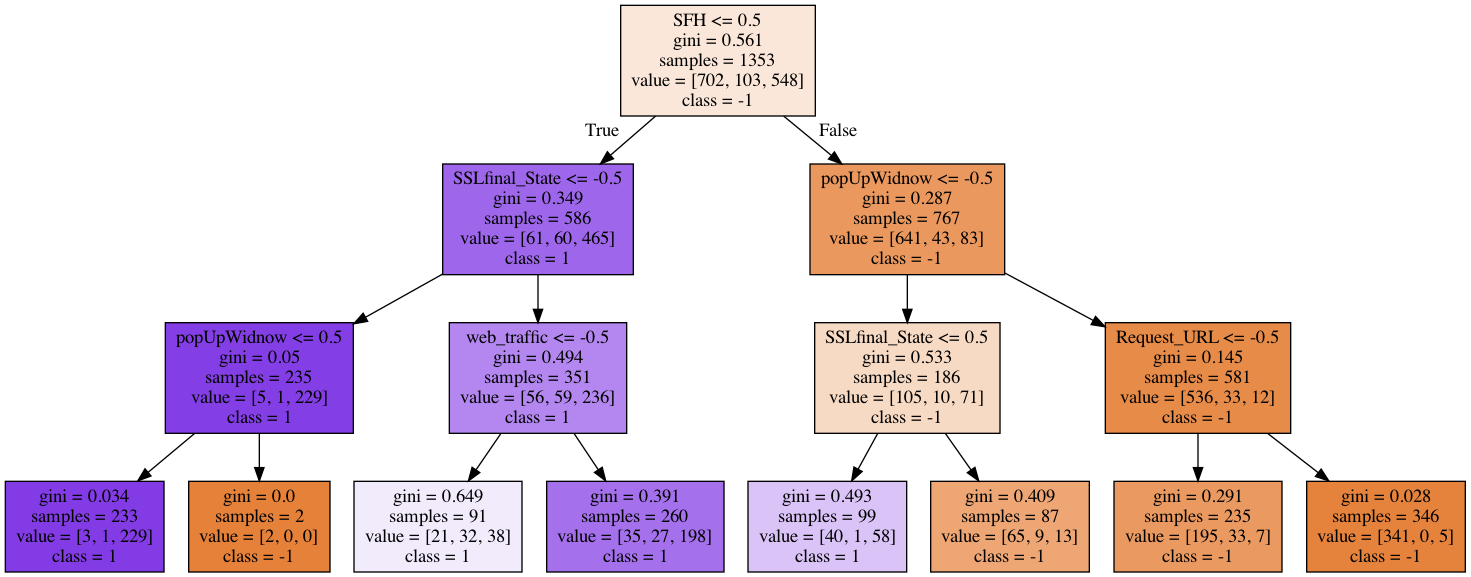 SFH <= 0.5
gini = 0.561
samples = 1353
value = [702, 103, 548]
class = -1
True
False
SSLfinal_State <= -0.5
gini = 0.349
samples = 586
value = [61, 60, 465]
class = 1
popUpWidnow <= -0.5
gini = 0.287
samples = 767
value = [641, 43, 83]
class = -1
popUpWidnow <= 0.5
gini = 0.05
samples = 235
value = [5, 1, 229]
class = 1
web_traffic <= -0.5
gini = 0.494
samples = 351
value = [56, 59, 236]
class = 1
SSLfinal_State <= 0.5
gini = 0.533
samples = 186
value = [105, 10, 71]
class = -1
Request_URL <= -0.5
gini = 0.145
samples = 581
value = [536, 33, 12]
class = -1
gini = 0.034
samples = 233
value = [3, 1, 229]
class = 1
gini = 0.0
samples = 2
value = [2, 0, 0]
class = -1
gini = 0.649
samples = 91
value = [21, 32, 38]
class = 1
gini = 0.391
samples = 260
value = [35, 27, 198]
class = 1
gini = 0.493
samples = 99
value = [40, 1, 58]
class = 1
gini = 0.409
samples = 87
value = [65, 9, 13]
class = -1
gini = 0.291
samples = 235
value = [195, 33, 7]
class = -1
gini = 0.028
samples = 346
value = [341, 0, 5]
class = -1